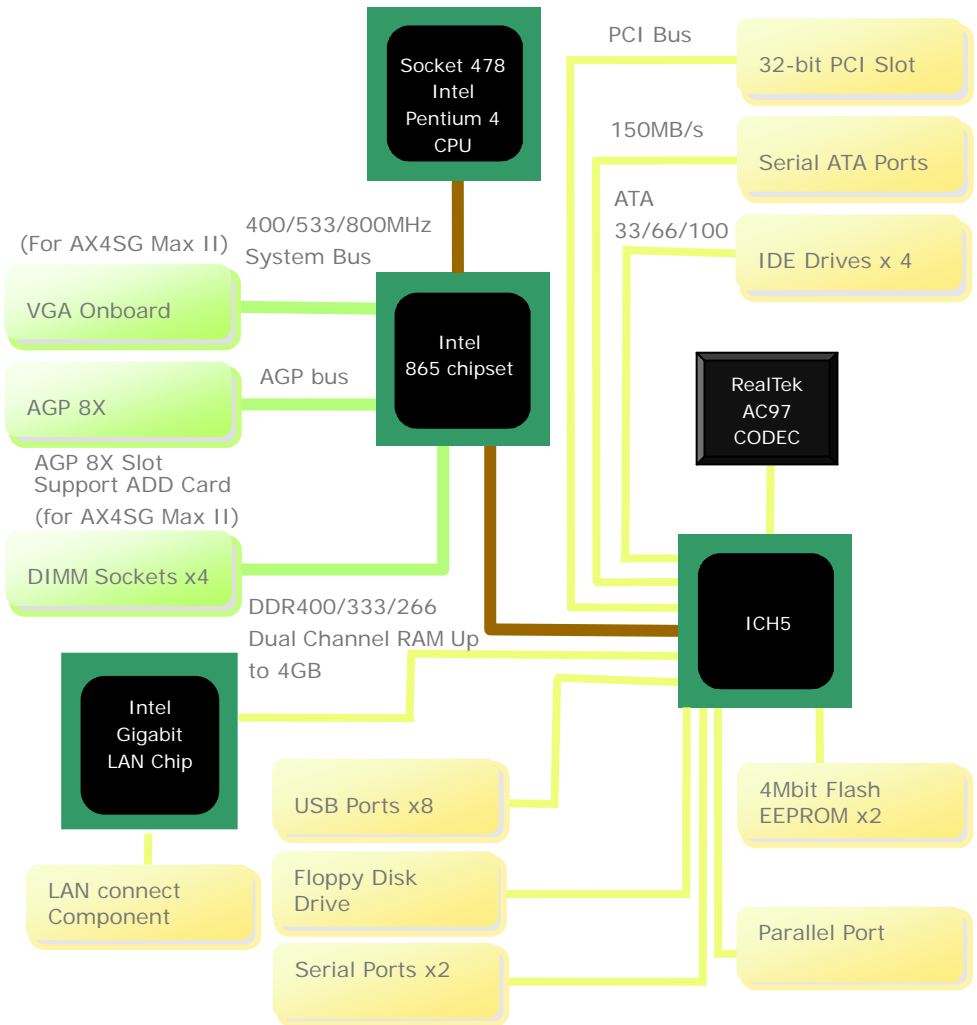 Socket 478
Intel
Pentium 4
CPU
PCI Bus
32-bit PCI Slot
150MB/s
Serial ATA Ports
ATA
33/66/100
IDE Drives x 4
400/533/800MHz
System Bus
(For AX4SG Max II)
VGA Onboard
Intel
865 chipset
AGP bus
AGP 8X
AGP 8X Slot
Support ADD Card
(for AX4SG Max II)
RealTek
AC97
CODEC
DIMM Sockets x4
DDR400/333/266
Dual Channel RAM Up
to 4GB
ICH5
Intel
Gigabit
LAN Chip
USB Ports x8
4Mbit Flash
EEPROM x2
LAN connect
Component
Floppy Disk
Drive
Parallel Port
Serial Ports x2